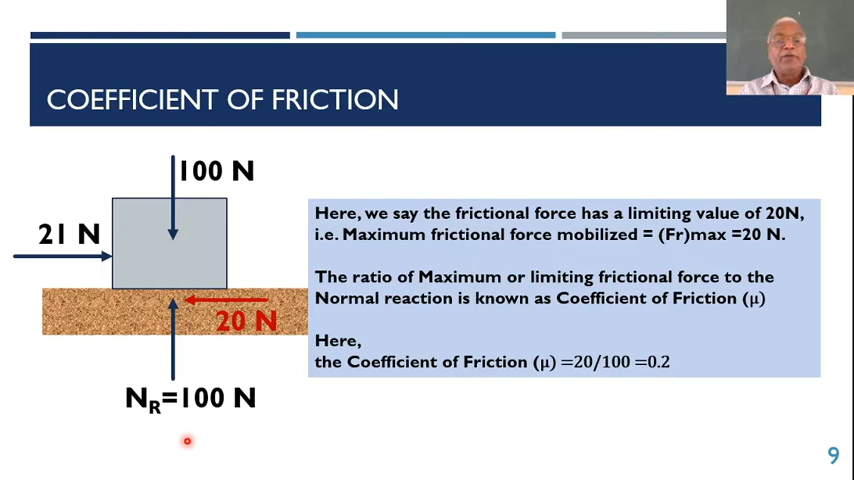 COEFFICIENT OF FRICTION
100 N
21 N
20 N
N_R=100 N
Here, we say the frictional force has a limiting value of 20N,
i.e. Maximum frictional force mobilized = (Fr)max =20 N.
The ratio of Maximum or limiting frictional force to the
Normal reaction is known as Coefficient of Friction (μ)
Here,
the Coefficient of Friction (μ) =20/100 =0.2
9